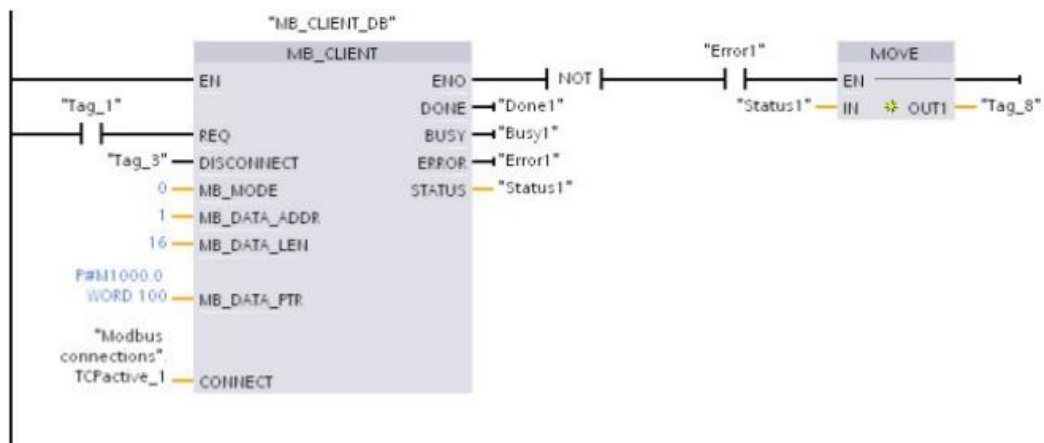 "MB_CLIENT_DB"
MB_CLIENT
"Error1"
MOVE
EN
ENO
NOT
EN
"Tag_1"
DONE
"Done1"
"Status1"
IN
OUT1
"Tag_8"
REQ
BUSY
"Busy1"
"Tag_3"
DISCONNECT
ERROR
"Error1"
0
MB_MODE
STATUS
"Status1"
1
MB_DATA_ADDR
16
MB_DATA_LEN
P#M1000.0
WORD 100
MB_DATA_PTR
"Modbus
connections".
TCPactive_1
CONNECT